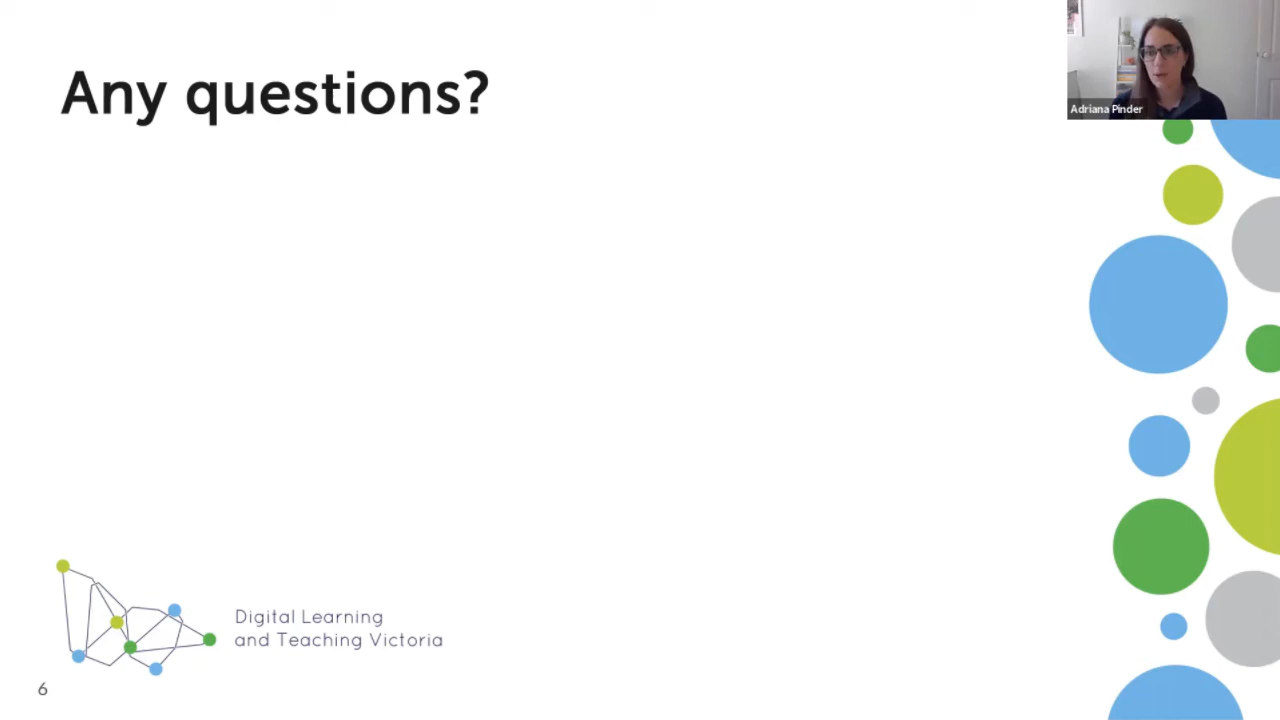 Any questions?
Adriana Pinder
Digital Learning
and Teaching Victoria
6